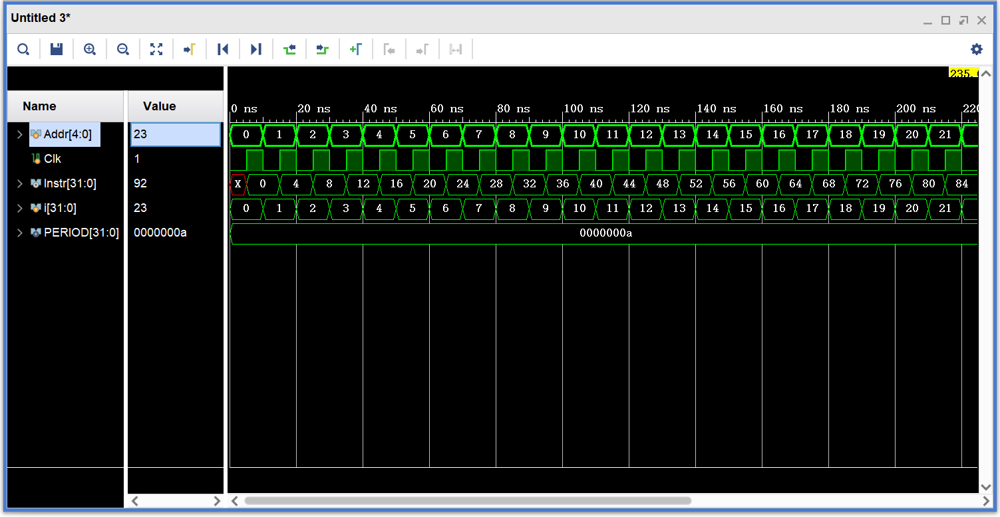 Untitled 3*
235.
Name Value 0 ns 20 ns 40 ns 60 ns 80 ns 100 ns 120 ns 140 ns 160 ns 180 ns 200 ns 220
Addr[4:0] 23 0 1 2 3 4 5 6 7 8 9 10 11 12 13 14 15 16 17 18 19 20 21
Clk 1
Instr[31:0] 92 X 0 4 8 12 16 20 24 28 32 36 40 44 48 52 56 60 64 68 72 76 80 84
i[31:0] 23 0 1 2 3 4 5 6 7 8 9 10 11 12 13 14 15 16 17 18 19 20 21
PERIOD[31:0] 0000000a 0000000a